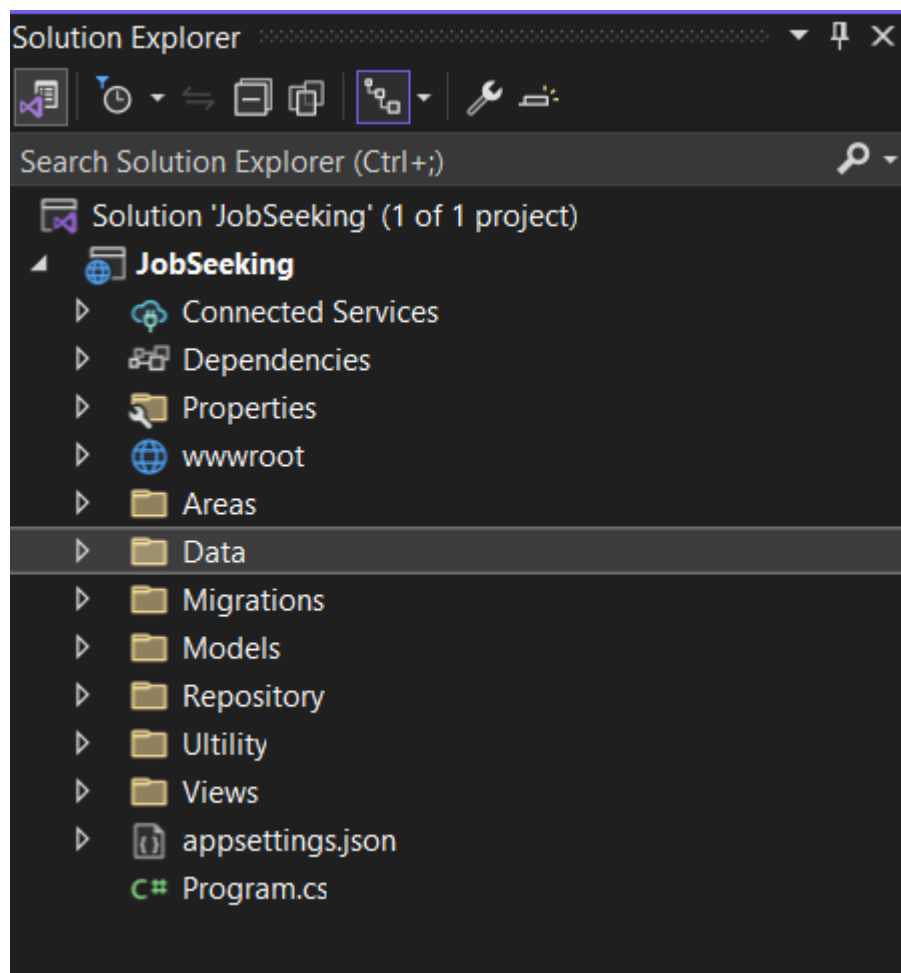 Solution Explorer
Search Solution Explorer (Ctrl+;)
Solution 'JobSeeking' (1 of 1 project)
JobSeeking
Connected Services
Dependencies
Properties
wwwroot
Areas
Data
Migrations
Models
Repository
Ultility
Views
appsettings.json
C# Program.cs